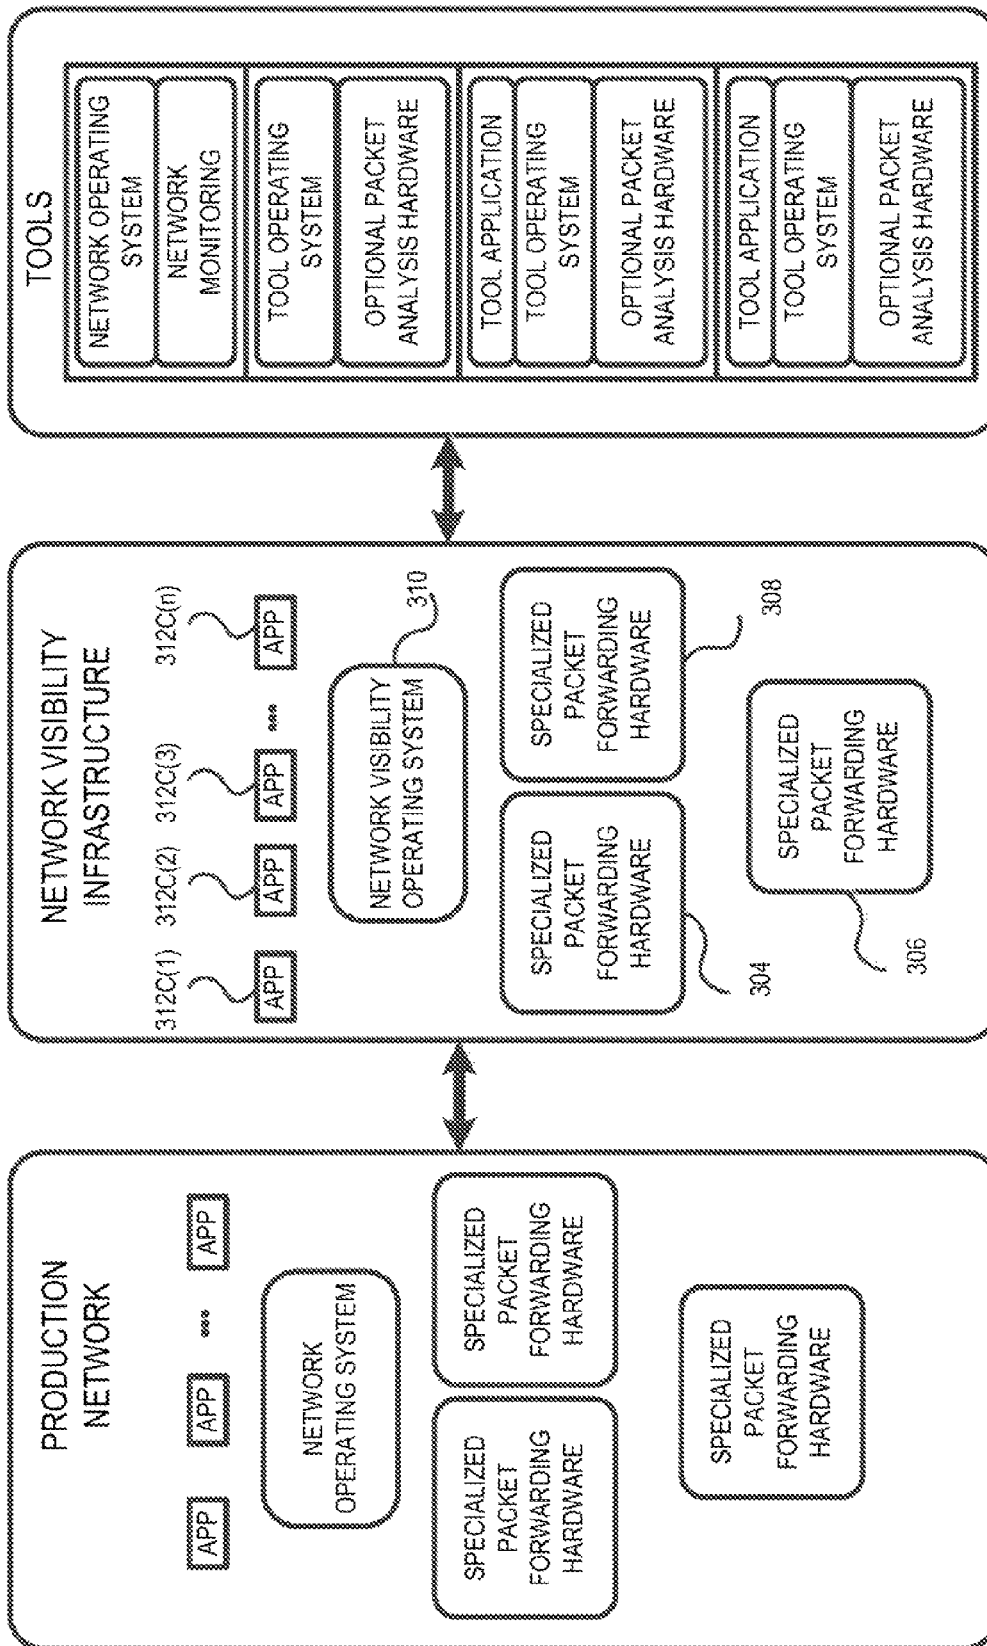 PRODUCTION
NETWORK
APP
APP
•••
APP
NETWORK
OPERATING SYSTEM
SPECIALIZED
PACKET
FORWARDING
HARDWARE
SPECIALIZED
PACKET
FORWARDING
HARDWARE
SPECIALIZED
PACKET
FORWARDING
HARDWARE
NETWORK VISIBILITY
INFRASTRUCTURE
312C(1)
312C(2)
312C(3)
312C(n)
APP
APP
APP
•••
APP
NETWORK VISIBILITY
OPERATING SYSTEM
310
SPECIALIZED
PACKET
FORWARDING
HARDWARE
304
SPECIALIZED
PACKET
FORWARDING
HARDWARE
308
SPECIALIZED
PACKET
FORWARDING
HARDWARE
306
TOOLS
NETWORK OPERATING
SYSTEM
NETWORK
MONITORING
TOOL OPERATING
SYSTEM
OPTIONAL PACKET
ANALYSIS HARDWARE
TOOL APPLICATION
TOOL OPERATING
SYSTEM
OPTIONAL PACKET
ANALYSIS HARDWARE
TOOL APPLICATION
TOOL OPERATING
SYSTEM
OPTIONAL PACKET
ANALYSIS HARDWARE